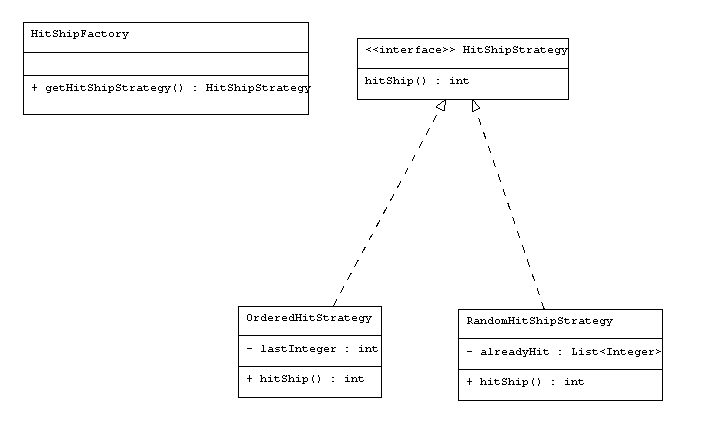 HitShipFactory
+ getHitShipStrategy() : HitShipStrategy
<<interface>> HitShipStrategy
hitShip() : int
OrderedHitStrategy
- lastInteger : int
+ hitShip() : int
RandomHitShipStrategy
- alreadyHit : List<Integer>
+ hitShip() : int